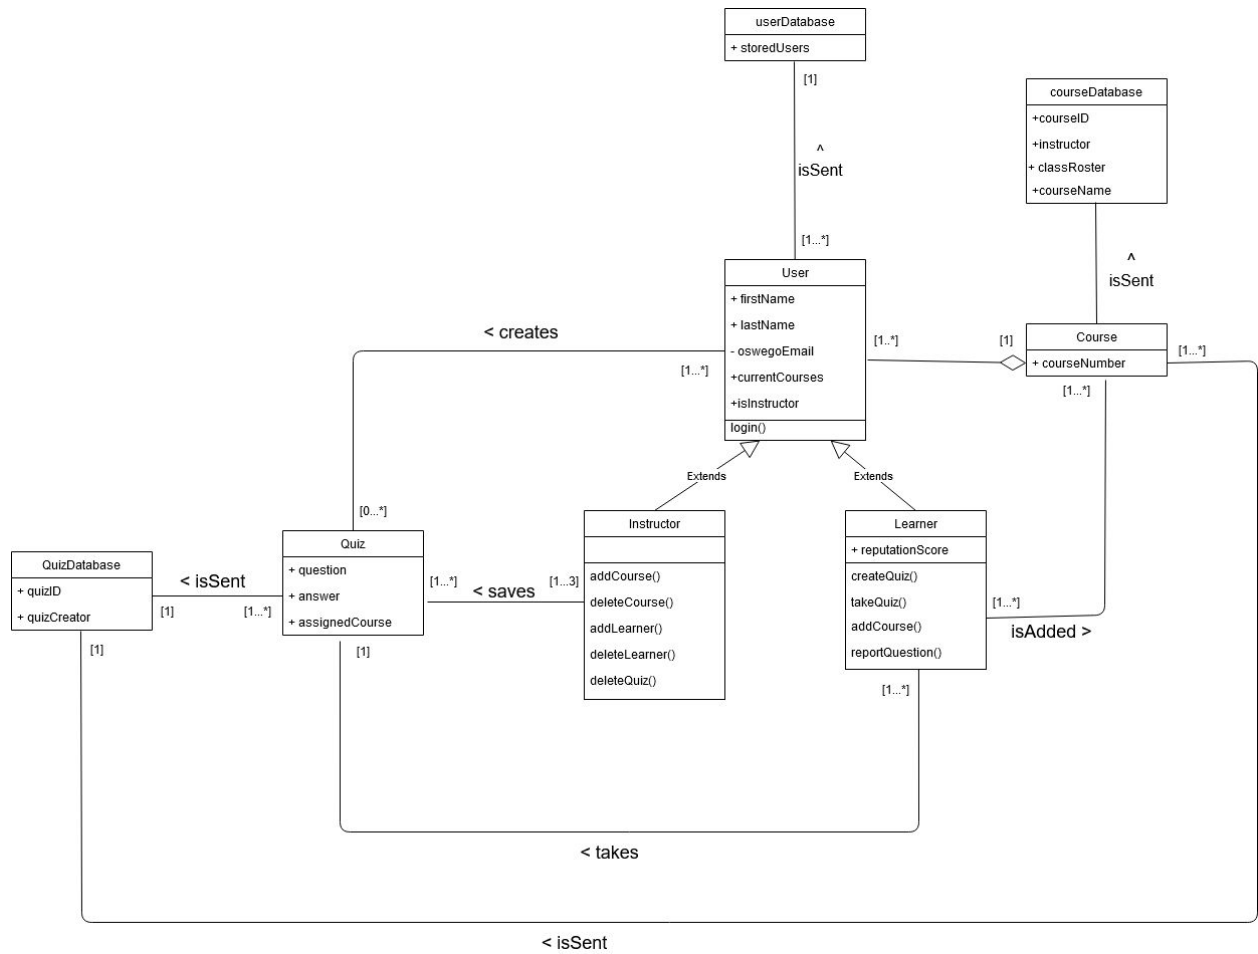 userDatabase
+ storedUsers
[1]
^
isSent
[1...*]
courseDatabase
+courseID
+instructor
+ classRoster
+courseName
^
isSent
User
+ firstName
+ lastName
- oswegoEmail
+currentCourses
+isInstructor
login()
< creates
[1...*]
[0...*]
[1..*]
[1]
Course
+ courseNumber
[1...*]
[1...*]
Extends
Extends
QuizDatabase
+ quizID
+ quizCreator
[1]
< isSent
[1]
[1...*]
Quiz
+ question
+ answer
+ assignedCourse
[1]
[1...*]
< saves
[1...3]
Instructor
addCourse()
deleteCourse()
addLearner()
deleteLearner()
deleteQuiz()
Learner
+ reputationScore
createQuiz()
takeQuiz()
addCourse()
reportQuestion()
[1...*]
isAdded >
[1...*]
< takes
< isSent